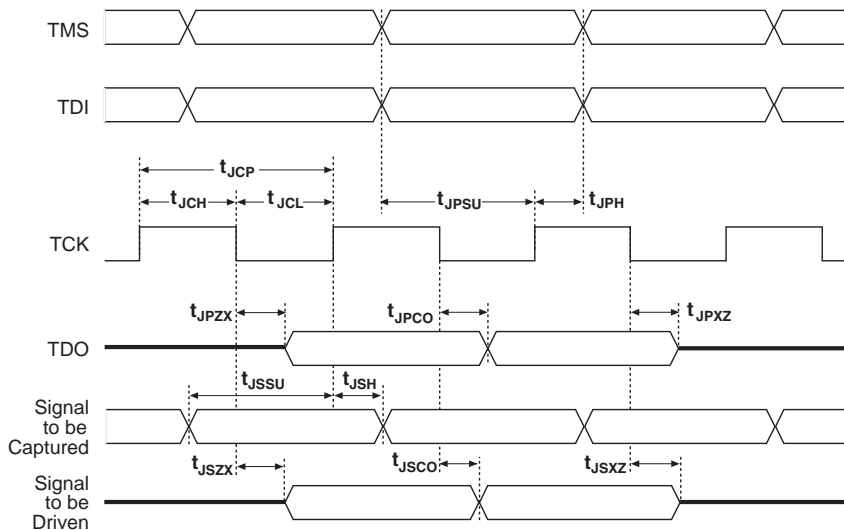 TMS
TDI
tJCP
tJCH
tJCL
tJPSU
tJPH
TCK
tJPZX
tJPCO
tJPXZ
TDO
tJSSU
tJSH
Signal
to be
Captured
tJSZX
tJSCO
tJSXZ
Signal
to be
Driven